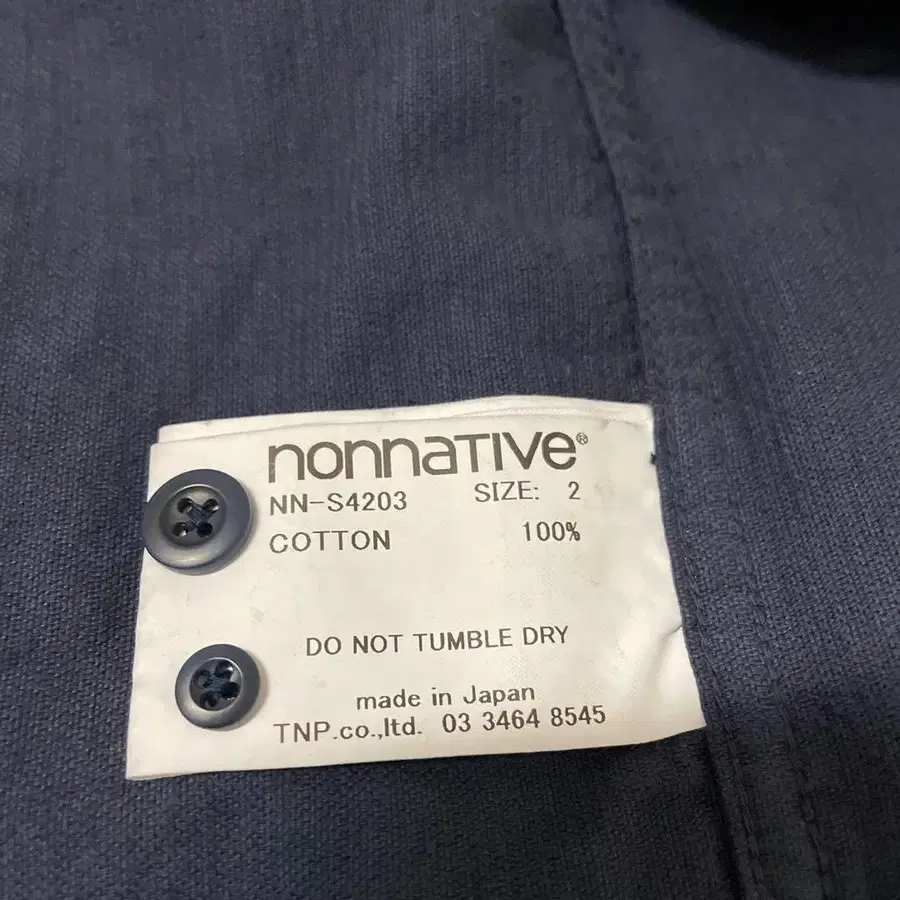 nonnative®
NN-S4203 SIZE: 2
COTTON 100%
DO NOT TUMBLE DRY
made in Japan
TNP.co.,ltd. 03 3464 8545